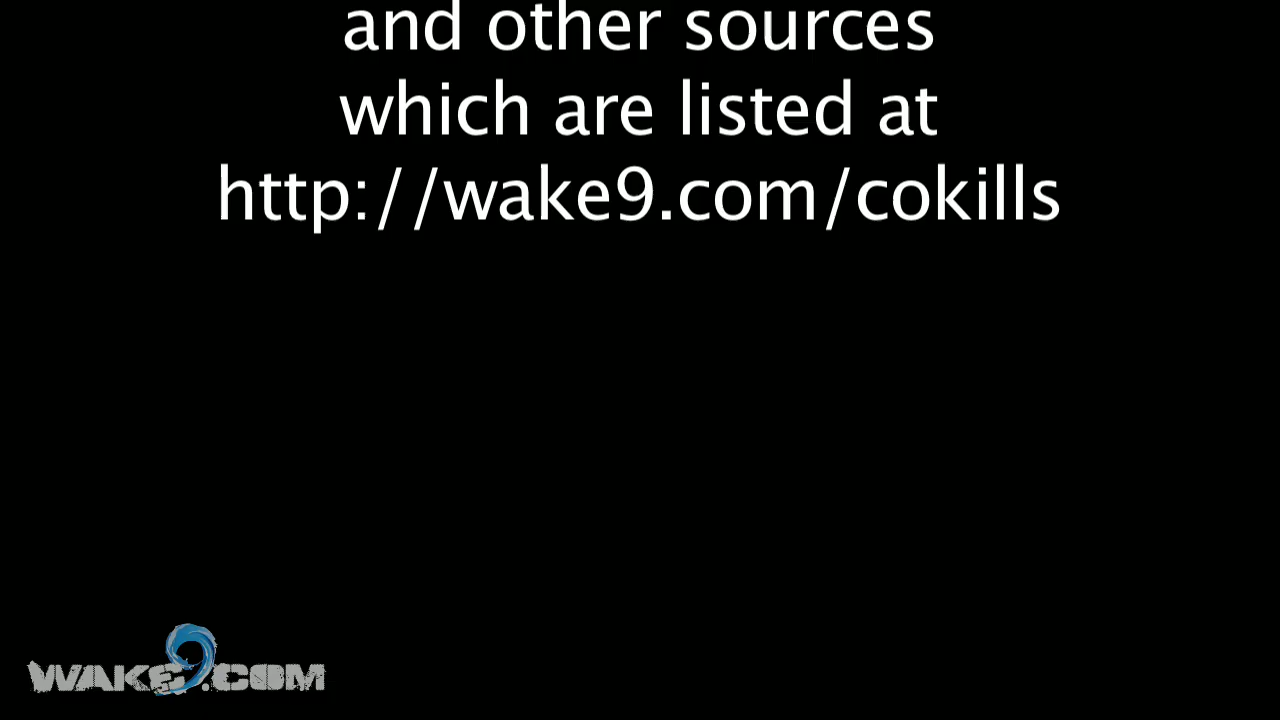 and other sources
which are listed at
http://wake9.com/cokills
WAKE9.COM